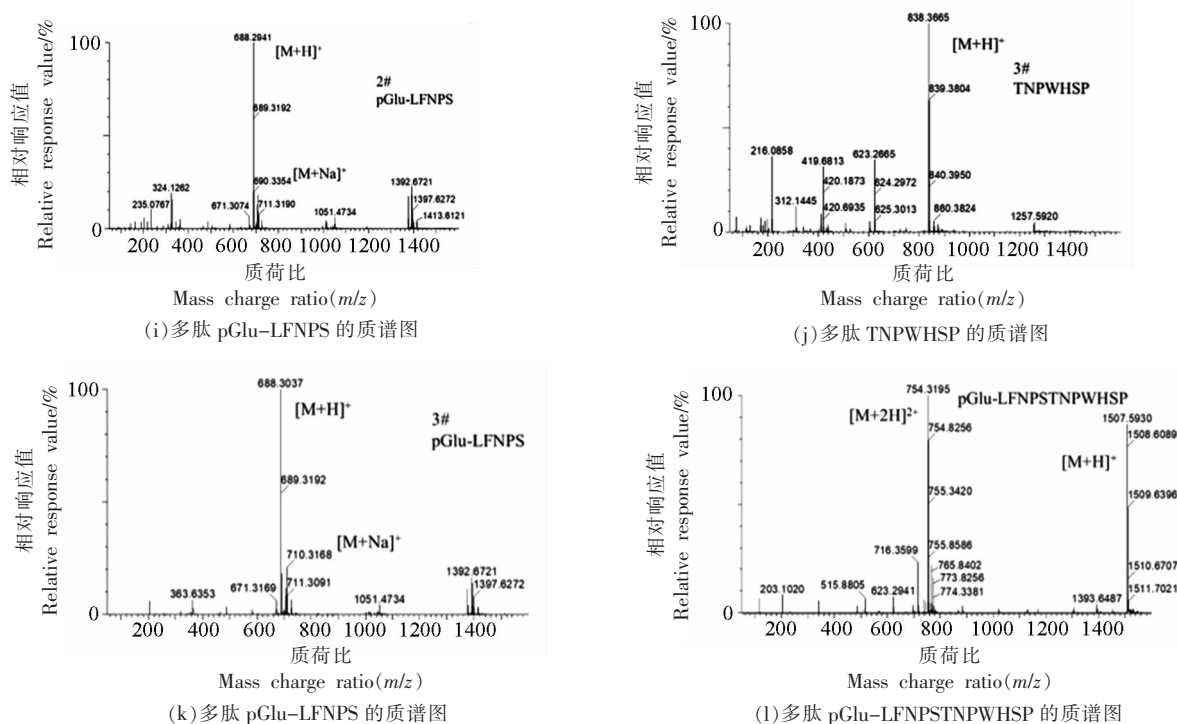 相对响应值
Relative response value/%
100
0
688.2941
[M+H]⁺
2#
pGlu-LFNPS
689.3192
[M+Na]⁺
690.3354
324.1262
235.0767
671.3074
711.3190
1051.4734
1392.6721
1397.6272
1413.6121
200 400 600 800 1000 1200 1400
质荷比
Mass charge ratio(m/z)
(i)多肽 pGlu-LFNPS 的质谱图
相对响应值
Relative response value/%
100
0
838.3665
[M+H]⁺
3#
TNPWHSP
839.3804
216.0858
419.6813
623.2665
420.1873
624.2972
840.3950
312.1445
420.6935
625.3013
860.3824
1257.5920
200 400 600 800 1000 1200 1400
质荷比
Mass charge ratio(m/z)
(j)多肽 TNPWHSP 的质谱图
相对响应值
Relative response value/%
100
0
688.3037
[M+H]⁺
3#
pGlu-LFNPS
689.3192
[M+Na]⁺
710.3168
363.6353
671.3169
711.3091
1051.4734
1392.6721
1397.6272
200 400 600 800 1000 1200 1400
质荷比
Mass charge ratio(m/z)
(k)多肽 pGlu-LFNPS 的质谱图
相对响应值
Relative response value/%
100
0
754.3195
[M+2H]²⁺
pGlu-LFNPSTNPWHSP
1507.5930
754.8256
1508.6089
[M+H]⁺
755.3420
1509.6396
755.8586
716.3599
765.8402
1510.6707
203.1020
515.8805
623.2941
773.8256
774.3381
1393.6487
1511.7021
200 400 600 800 1000 1200 1400
质荷比
Mass charge ratio(m/z)
(l)多肽 pGlu-LFNPSTNPWHSP 的质谱图